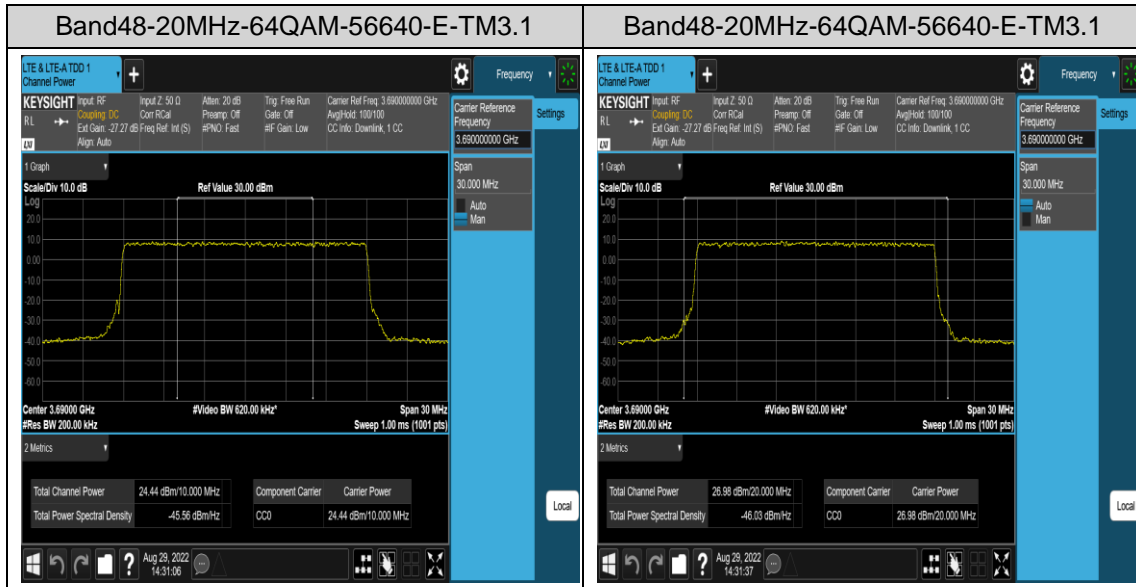 Band48-20MHz-64QAM-56640-E-TM3.1
LTE & LTE-A TDD 1
Channel Power
Frequency
KEYSIGHT
RL
LXI
Input: RF
Coupling: DC
Ext Gain: -27.27 dB
Align: Auto
Input Z: 50 Ω
Corr RCal
Freq Ref: Int (S)
Atten: 20 dB
Preamp: Off
#PNO: Fast
Trig: Free Run
Gate: Off
#IF Gain: Low
Carrier Ref Freq: 3.690000000 GHz
Avg|Hold: 100/100
CC Info: Downlink, 1 CC
Carrier Reference
Frequency
3.690000000 GHz
Settings
Span
30.000 MHz
Auto
Man
1 Graph
Scale/Div 10.0 dB
Ref Value 30.00 dBm
Log
20.0
10.0
0.00
-10.0
-20.0
-30.0
-40.0
-50.0
-60.0
Center 3.69000 GHz
#Video BW 620.00 kHz*
Span 30 MHz
#Res BW 200.00 kHz
Sweep 1.00 ms (1001 pts)
2 Metrics
Total Channel Power 24.44 dBm/10.000 MHz
Total Power Spectral Density -45.56 dBm/Hz
Component Carrier Carrier Power
CC0 24.44 dBm/10.000 MHz
Local
?
Aug 29, 2022
14:31:06
Band48-20MHz-64QAM-56640-E-TM3.1
LTE & LTE-A TDD 1
Channel Power
Frequency
KEYSIGHT
RL
LXI
Input: RF
Coupling: DC
Ext Gain: -27.27 dB
Align: Auto
Input Z: 50 Ω
Corr RCal
Freq Ref: Int (S)
Atten: 20 dB
Preamp: Off
#PNO: Fast
Trig: Free Run
Gate: Off
#IF Gain: Low
Carrier Ref Freq: 3.690000000 GHz
Avg|Hold: 100/100
CC Info: Downlink, 1 CC
Carrier Reference
Frequency
3.690000000 GHz
Settings
Span
30.000 MHz
Auto
Man
1 Graph
Scale/Div 10.0 dB
Ref Value 30.00 dBm
Log
20.0
10.0
0.00
-10.0
-20.0
-30.0
-40.0
-50.0
-60.0
Center 3.69000 GHz
#Video BW 620.00 kHz*
Span 30 MHz
#Res BW 200.00 kHz
Sweep 1.00 ms (1001 pts)
2 Metrics
Total Channel Power 26.98 dBm/20.000 MHz
Total Power Spectral Density -46.03 dBm/Hz
Component Carrier Carrier Power
CC0 26.98 dBm/20.000 MHz
Local
?
Aug 29, 2022
14:31:37